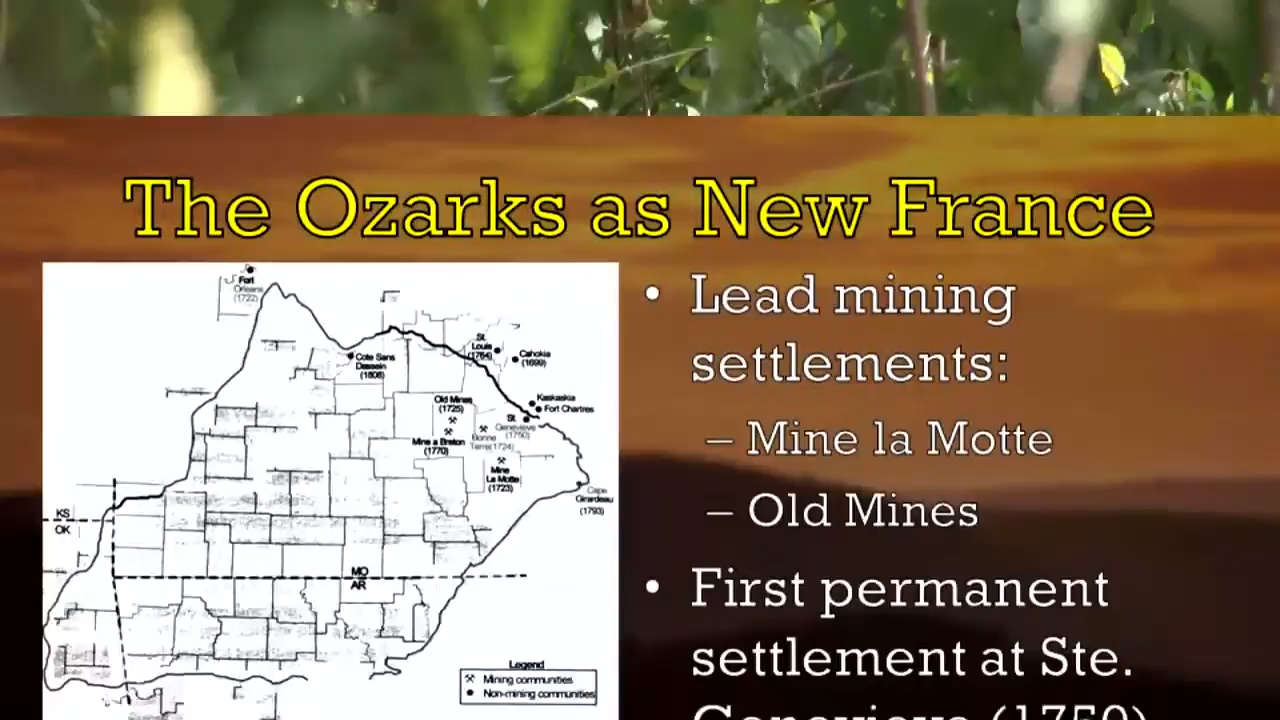 The Ozarks as New France
Fort
Orleans
(1722)
St.
Louis
(1764)
Cahokia
(1699)
Cote Sans
Dessein
(1808)
Old Mines
(1725)
Kaskaskia
Fort Chartres
St.
Genevieve
(1750)
Mine a Breton
(1770)
Bonne
Terre(1724)
Mine
La Motte
(1723)
Cape
Girardeau
(1793)
KS
OK
MO
AR
Legend
Mining communities
Non-mining communities
• Lead mining
settlements:
– Mine la Motte
– Old Mines
• First permanent
settlement at Ste.
Genevieve (1750)